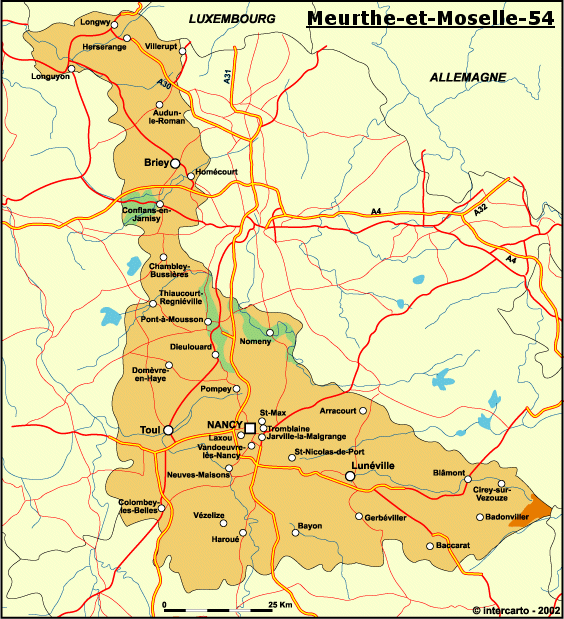 LUXEMBOURG
Meurthe-et-Moselle-54
Longwy
Herserange
Villerupt
Longuyon
ALLEMAGNE
A31
A30
Audun-
le-Roman
Briey
Homécourt
Conflans-en-
Jarnisy
A4
A32
A4
Chambley-
Bussières
Thiaucourt-
Regniéville
Pont-à-Mousson
Nomeny
Dieulouard
Domèvre-
en-Haye
Pompey
St-Max
Arracourt
Toul
NANCY
Tromblaine
Laxou
Jarville-la-Malgrange
Vandoeuvre-
lès-Nancy
St-Nicolas-de-Port
Neuves-Maisons
Lunéville
Blâmont
Cirey-sur-
Vezouze
Colombey-
les-Belles
Vézelize
Gerbéviller
Badonviller
Bayon
Haroué
Baccarat
0
25 Km
© intercarto - 2002